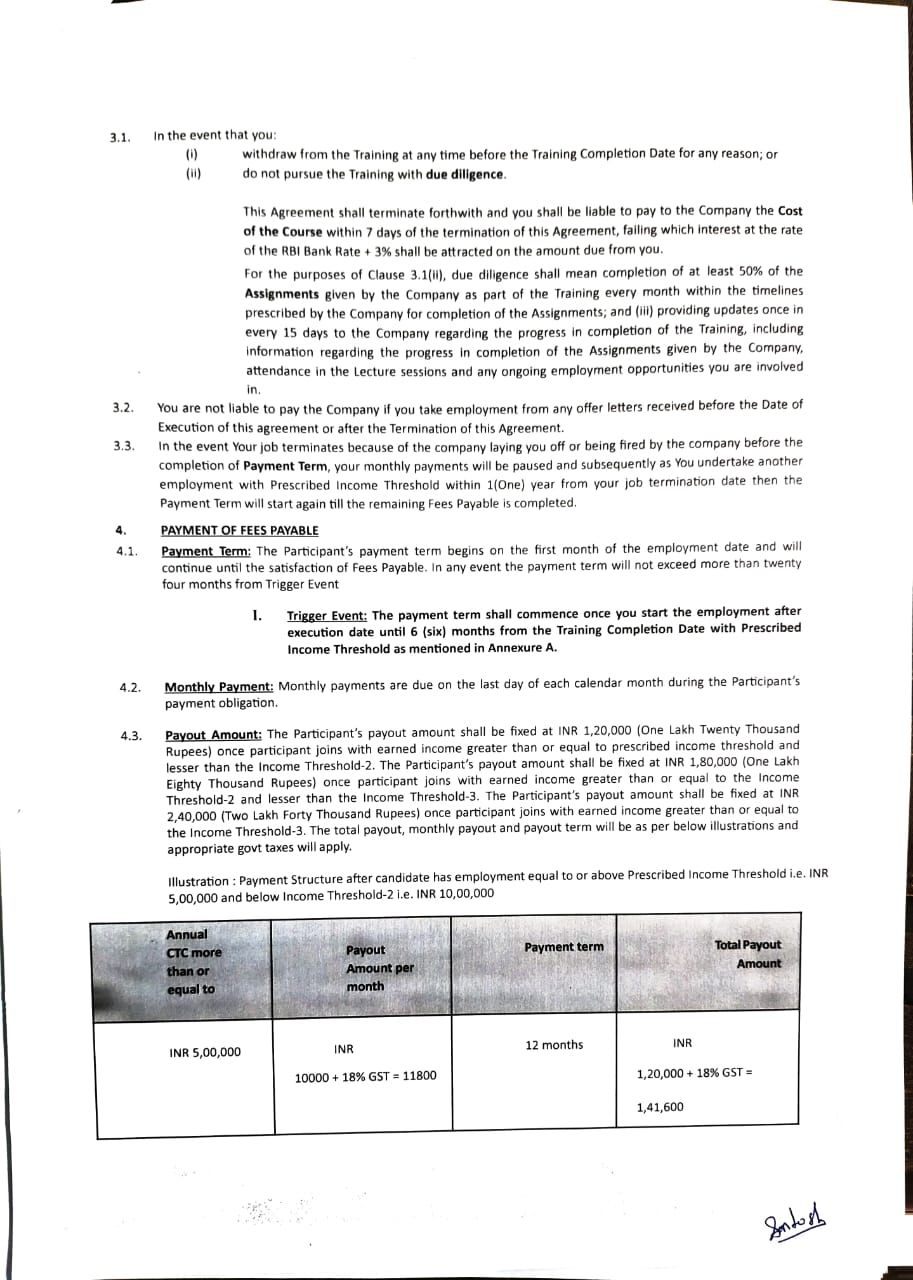 3.1. In the event that you:
(i) withdraw from the Training at any time before the Training Completion Date for any reason; or
(ii) do not pursue the Training with due diligence.
This Agreement shall terminate forthwith and you shall be liable to pay to the Company the Cost
of the Course within 7 days of the termination of this Agreement, failing which interest at the rate
of the RBI Bank Rate + 3% shall be attracted on the amount due from you.
For the purposes of Clause 3.1(ii), due diligence shall mean completion of at least 50% of the
Assignments given by the Company as part of the Training every month within the timelines
prescribed by the Company for completion of the Assignments; and (iii) providing updates once in
every 15 days to the Company regarding the progress in completion of the Training, including
information regarding the progress in completion of the Assignments given by the Company,
attendance in the Lecture sessions and any ongoing employment opportunities you are involved
in.
3.2. You are not liable to pay the Company if you take employment from any offer letters received before the Date of
Execution of this agreement or after the Termination of this Agreement.
3.3. In the event Your job terminates because of the company laying you off or being fired by the company before the
completion of Payment Term, your monthly payments will be paused and subsequently as You undertake another
employment with Prescribed Income Threshold within 1(One) year from your job termination date then the
Payment Term will start again till the remaining Fees Payable is completed.
4. PAYMENT OF FEES PAYABLE
4.1. Payment Term: The Participant's payment term begins on the first month of the employment date and will
continue until the satisfaction of Fees Payable. In any event the payment term will not exceed more than twenty
four months from Trigger Event
I. Trigger Event: The payment term shall commence once you start the employment after
execution date until 6 (six) months from the Training Completion Date with Prescribed
Income Threshold as mentioned in Annexure A.
4.2. Monthly Payment: Monthly payments are due on the last day of each calendar month during the Participant's
payment obligation.
4.3. Payout Amount: The Participant's payout amount shall be fixed at INR 1,20,000 (One Lakh Twenty Thousand
Rupees) once participant joins with earned income greater than or equal to prescribed income threshold and
lesser than the Income Threshold-2. The Participant's payout amount shall be fixed at INR 1,80,000 (One Lakh
Eighty Thousand Rupees) once participant joins with earned income greater than or equal to the Income
Threshold-2 and lesser than the Income Threshold-3. The Participant's payout amount shall be fixed at INR
2,40,000 (Two Lakh Forty Thousand Rupees) once participant joins with earned income greater than or equal to
the Income Threshold-3. The total payout, monthly payout and payout term will be as per below illustrations and
appropriate govt taxes will apply.
Illustration : Payment Structure after candidate has employment equal to or above Prescribed Income Threshold i.e. INR
5,00,000 and below Income Threshold-2 i.e. INR 10,00,000
Annual
CTC more
than or
equal to
Payout
Amount per
month
Payment term
Total Payout
Amount
INR 5,00,000
INR
10000 + 18% GST = 11800
12 months
INR
1,20,000 + 18% GST =
1,41,600
Santosh